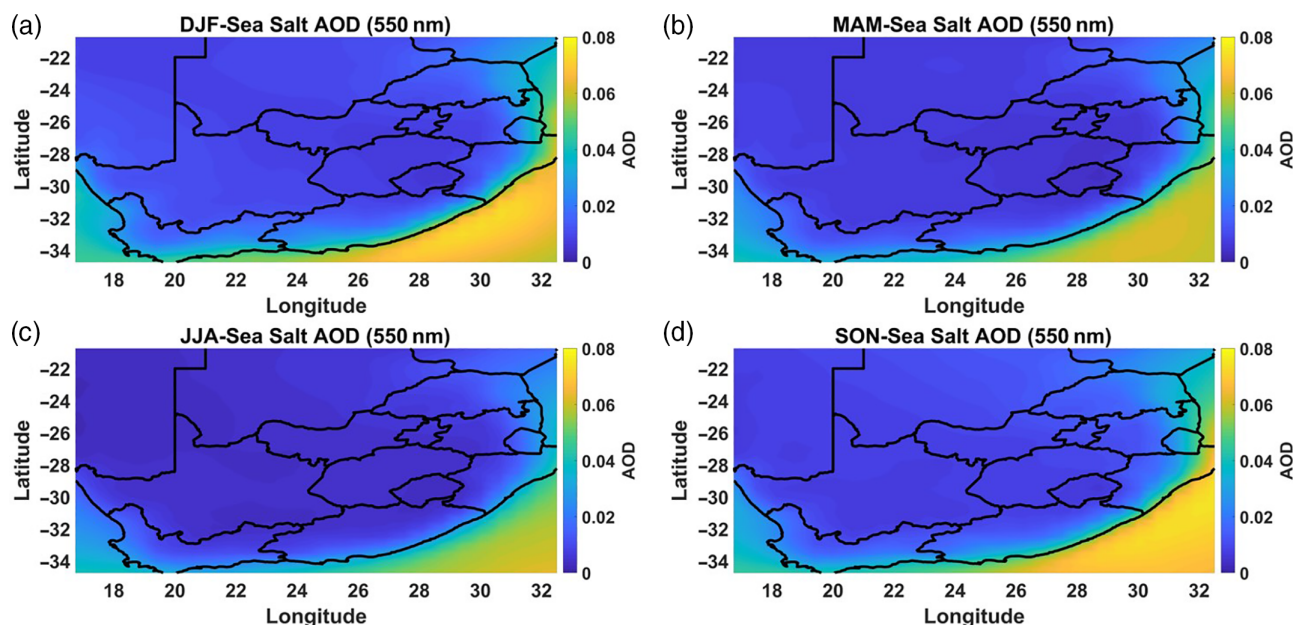 (a)
DJF-Sea Salt AOD (550 nm)
−22
−24
−26
−28
−30
−32
−34
Latitude
18 20 22 24 26 28 30 32
Longitude
0.08
0.06
0.04
0.02
0
AOD
(b)
MAM-Sea Salt AOD (550 nm)
−22
−24
−26
−28
−30
−32
−34
Latitude
18 20 22 24 26 28 30 32
Longitude
0.08
0.06
0.04
0.02
0
AOD
(c)
JJA-Sea Salt AOD (550 nm)
−22
−24
−26
−28
−30
−32
−34
Latitude
18 20 22 24 26 28 30 32
Longitude
0.08
0.06
0.04
0.02
0
AOD
(d)
SON-Sea Salt AOD (550 nm)
−22
−24
−26
−28
−30
−32
−34
Latitude
18 20 22 24 26 28 30 32
Longitude
0.08
0.06
0.04
0.02
0
AOD